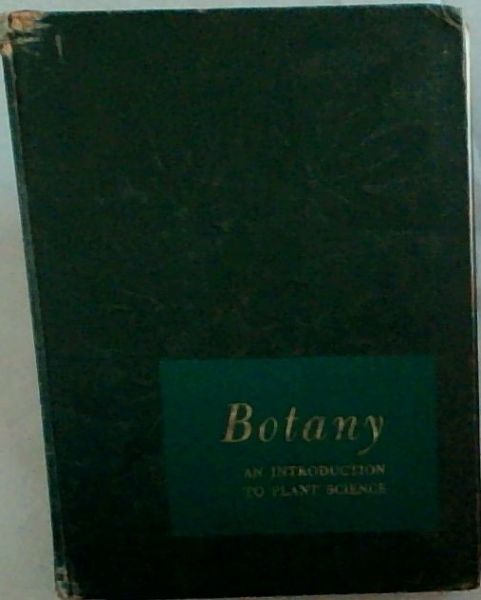 Botany
AN INTRODUCTION
TO PLANT SCIENCE